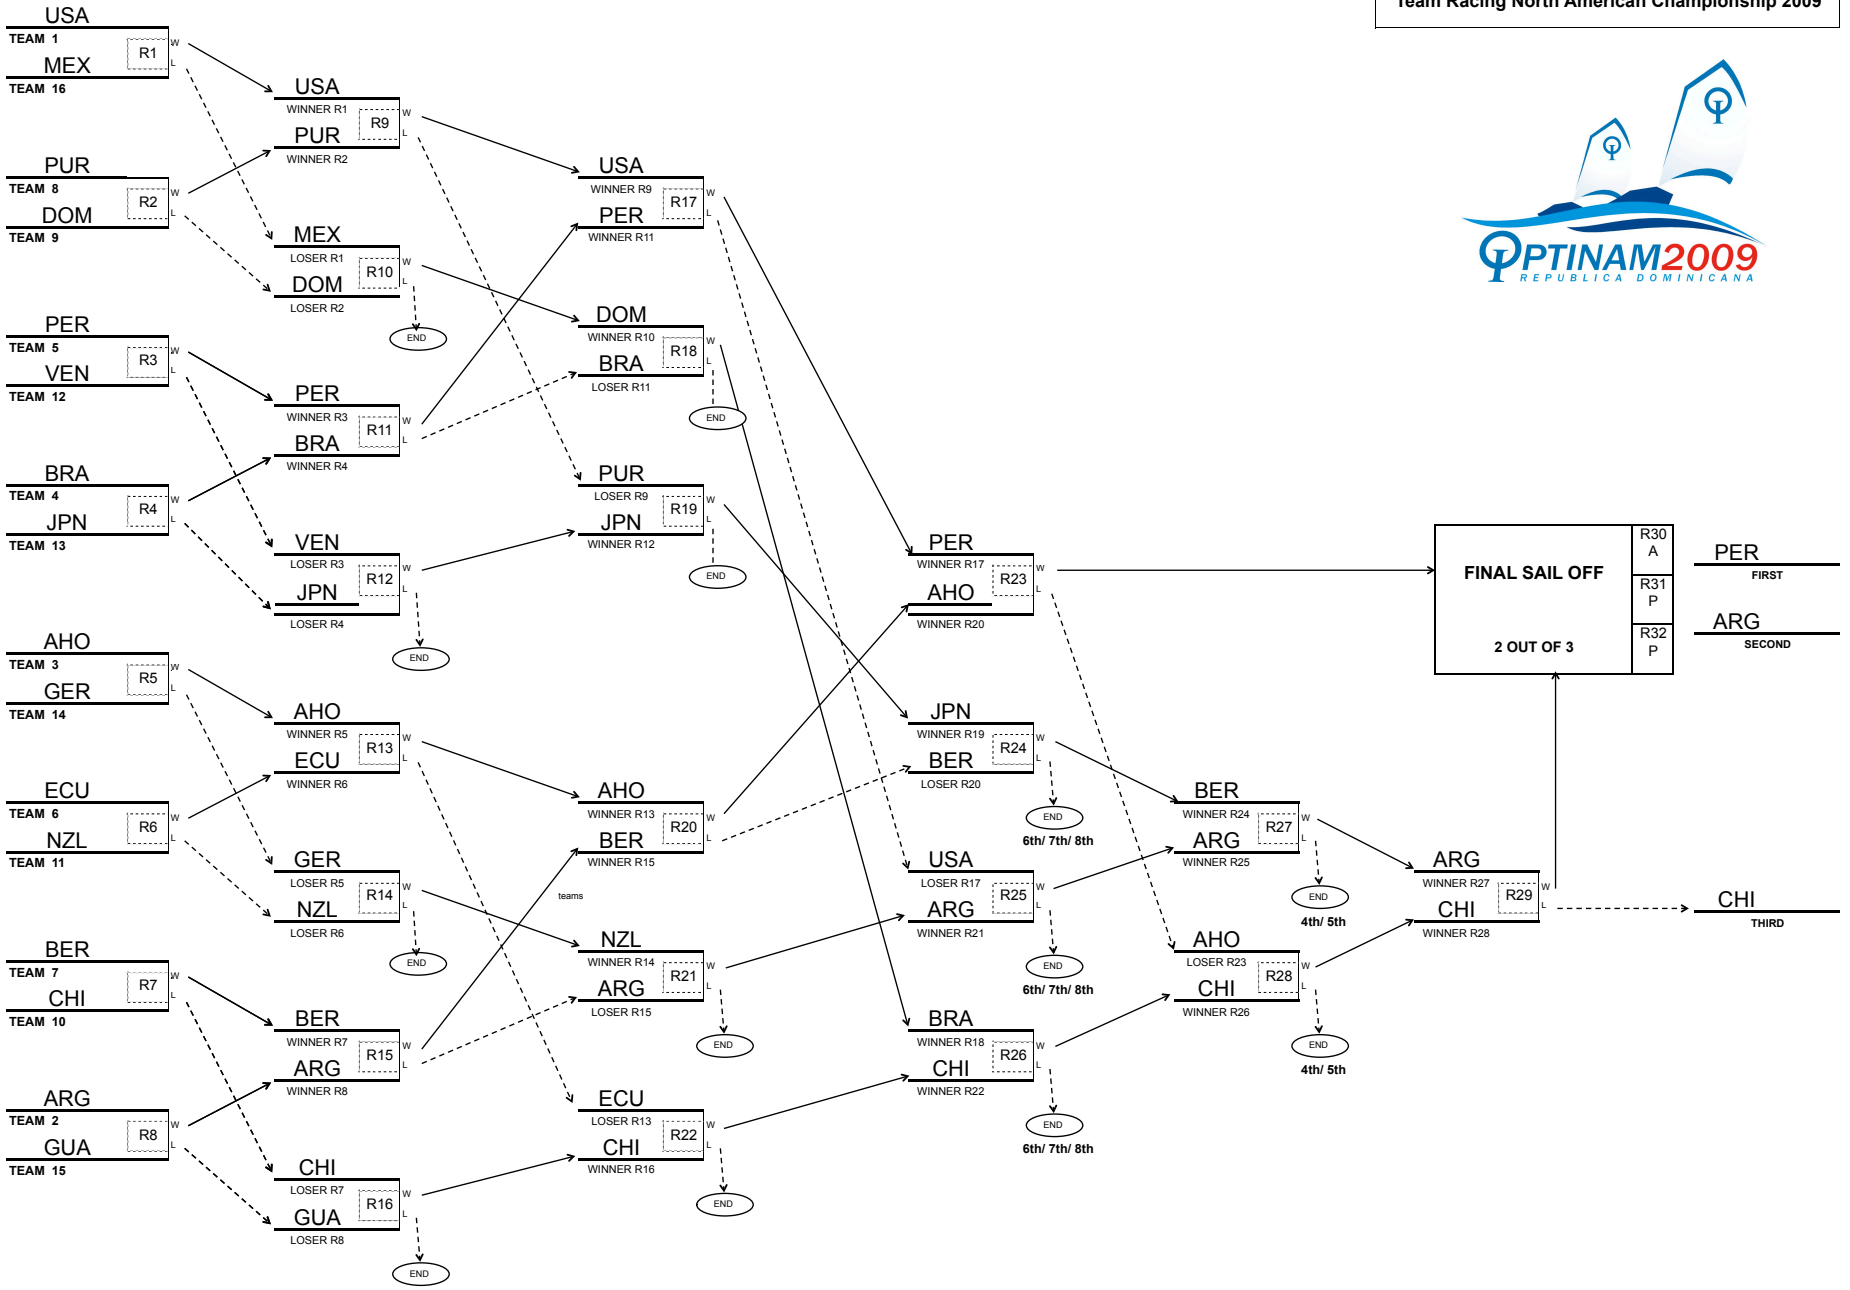 Team Racing North American Championship 2009
OPTINAM2009
REPUBLICA DOMINICANA
USA
TEAM 1
R1
W
L
MEX
TEAM 16
PUR
TEAM 8
R2
W
L
DOM
TEAM 9
PER
TEAM 5
R3
W
L
VEN
TEAM 12
BRA
TEAM 4
R4
W
L
JPN
TEAM 13
AHO
TEAM 3
R5
W
L
GER
TEAM 14
ECU
TEAM 6
R6
W
L
NZL
TEAM 11
BER
TEAM 7
R7
W
L
CHI
TEAM 10
ARG
TEAM 2
R8
W
L
GUA
TEAM 15
USA
WINNER R1
R9
W
L
PUR
WINNER R2
MEX
LOSER R1
R10
W
L
DOM
LOSER R2
END
PER
WINNER R3
R11
W
L
BRA
WINNER R4
VEN
LOSER R3
R12
W
L
JPN
LOSER R4
END
AHO
WINNER R5
R13
W
L
ECU
WINNER R6
GER
LOSER R5
R14
W
L
NZL
LOSER R6
END
BER
WINNER R7
R15
W
L
ARG
WINNER R8
CHI
LOSER R7
R16
W
L
GUA
LOSER R8
END
USA
WINNER R9
R17
W
L
PER
WINNER R11
DOM
WINNER R10
R18
W
L
BRA
LOSER R11
END
PUR
LOSER R9
R19
W
L
JPN
WINNER R12
END
AHO
WINNER R13
R20
W
L
BER
WINNER R15
teams
NZL
WINNER R14
R21
W
L
ARG
LOSER R15
END
ECU
LOSER R13
R22
W
L
CHI
WINNER R16
END
PER
WINNER R17
R23
W
L
AHO
WINNER R20
JPN
WINNER R19
R24
W
L
BER
LOSER R20
END
6th/ 7th/ 8th
USA
LOSER R17
R25
W
L
ARG
WINNER R21
END
6th/ 7th/ 8th
BRA
WINNER R18
R26
W
L
CHI
WINNER R22
END
6th/ 7th/ 8th
BER
WINNER R24
R27
W
L
ARG
WINNER R25
END
4th/ 5th
AHO
LOSER R23
R28
W
L
CHI
WINNER R26
END
4th/ 5th
ARG
WINNER R27
R29
W
L
CHI
WINNER R28
FINAL SAIL OFF
2 OUT OF 3
R30
A
R31
P
R32
P
PER
FIRST
ARG
SECOND
CHI
THIRD